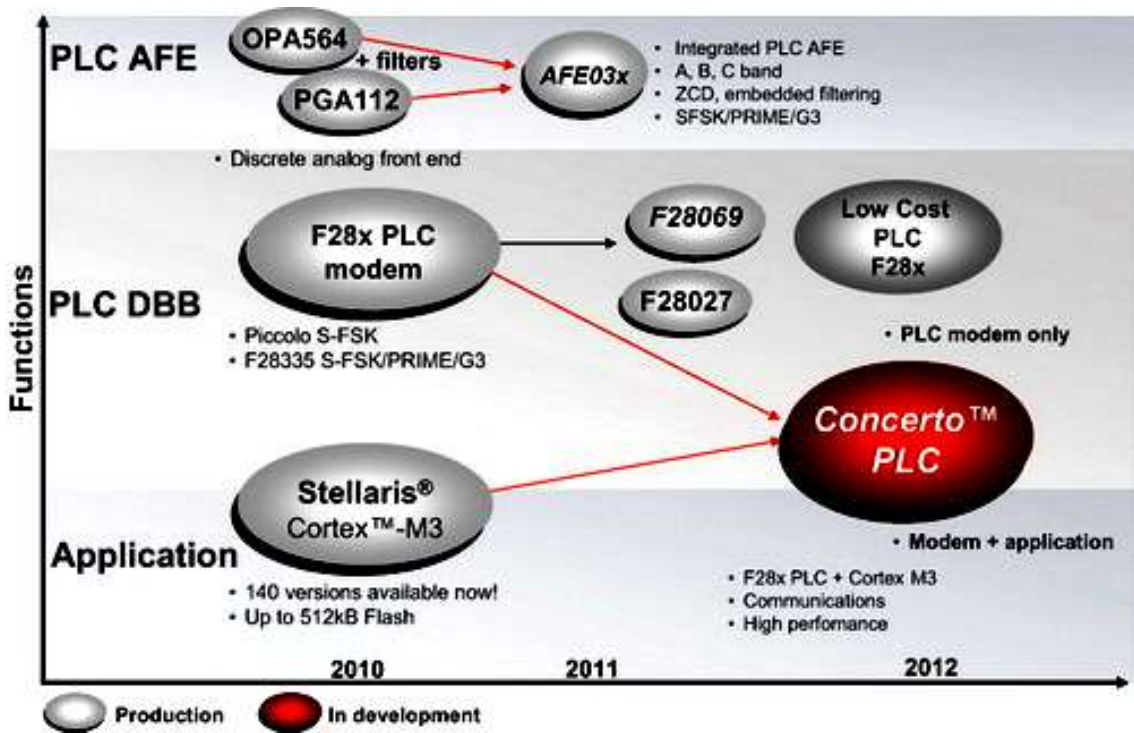 PLC AFE
OPA564
+ filters
PGA112
• Discrete analog front end
AFE03x
• Integrated PLC AFE
• A, B, C band
• ZCD, embedded filtering
• SFSK/PRIME/G3
Functions
PLC DBB
F28x PLC
modem
• Piccolo S-FSK
• F28335 S-FSK/PRIME/G3
F28069
F28027
Low Cost
PLC
F28x
• PLC modem only
Concerto™
PLC
Application
Stellaris®
Cortex™-M3
• 140 versions available now!
• Up to 512kB Flash
• Modem + application
• F28x PLC + Cortex M3
• Communications
• High perfomance
2010
2011
2012
Production
In development